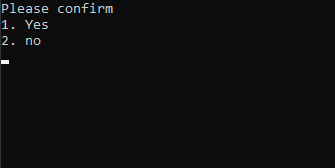 Please confirm
1. Yes
2. no